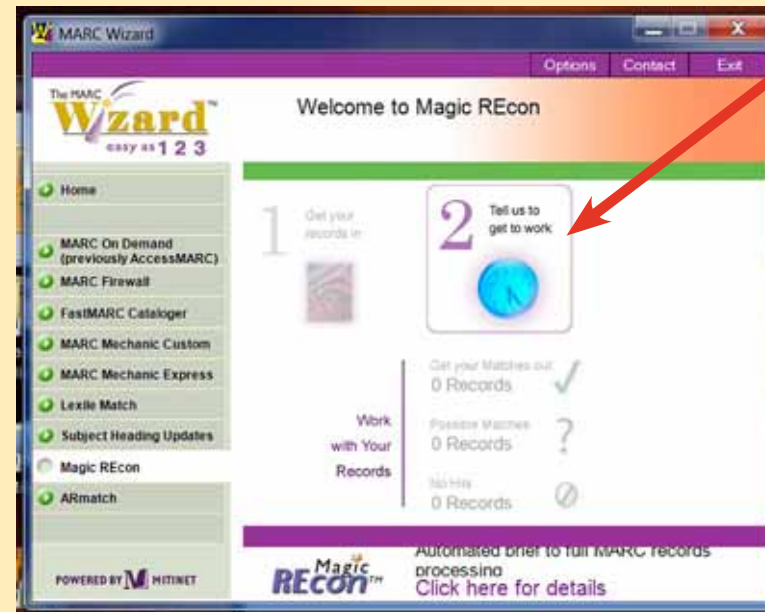 MARC Wizard
Options Contact Exit
The MARC
Wizard™
easy as 1 2 3
Welcome to Magic REcon
Home
MARC On Demand
(previously AccessMARC)
MARC Firewall
FastMARC Cataloger
MARC Mechanic Custom
MARC Mechanic Express
Lexile Match
Subject Heading Updates
Magic REcon
ARmatch
POWERED BY MITINET
1
Get your
records in
2
Tell us to
get to work
Work
with Your
Records
Get your Matches out
0 Records
Possible Matches
0 Records
?
No Hits
0 Records
Magic
REcon™
Automated brief to full MARC records
processing
Click here for details